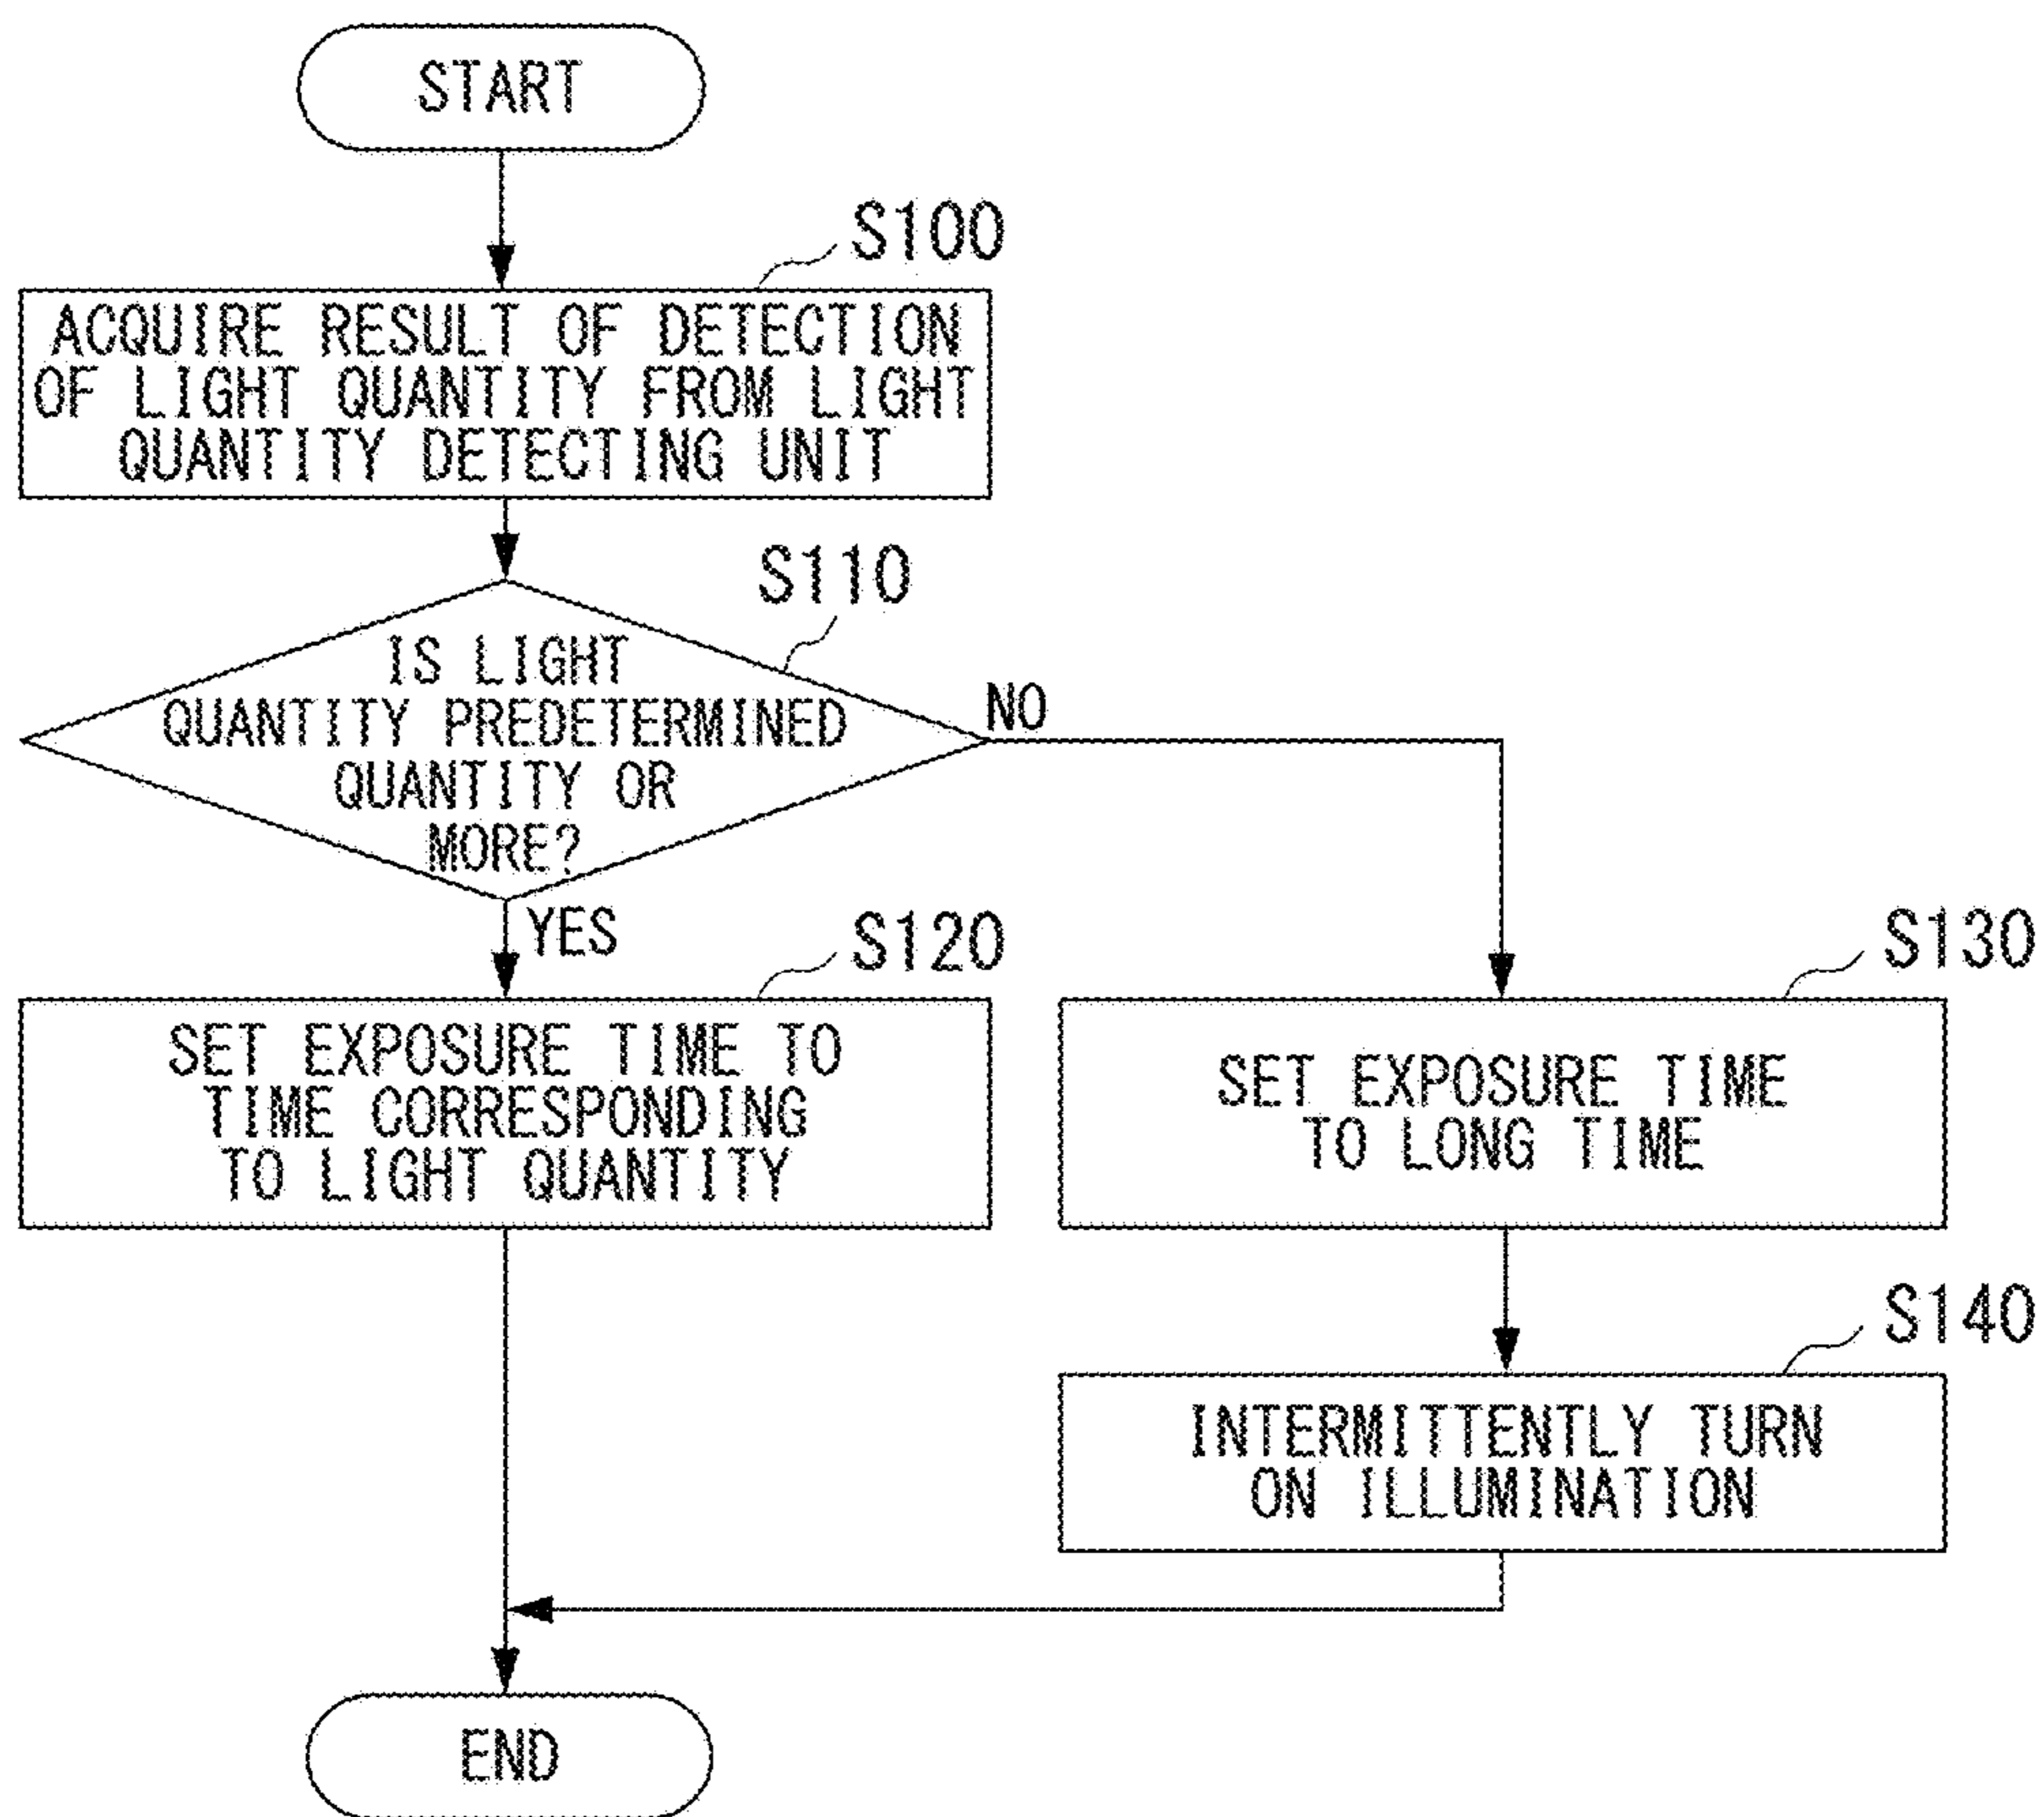 START
S100
ACQUIRE RESULT OF DETECTION
OF LIGHT QUANTITY FROM LIGHT
QUANTITY DETECTING UNIT
S110
IS LIGHT
QUANTITY PREDETERMINED
QUANTITY OR
MORE?
NO
YES
S120
SET EXPOSURE TIME TO
TIME CORRESPONDING
TO LIGHT QUANTITY
S130
SET EXPOSURE TIME
TO LONG TIME
S140
INTERMITTENTLY TURN
ON ILLUMINATION
END